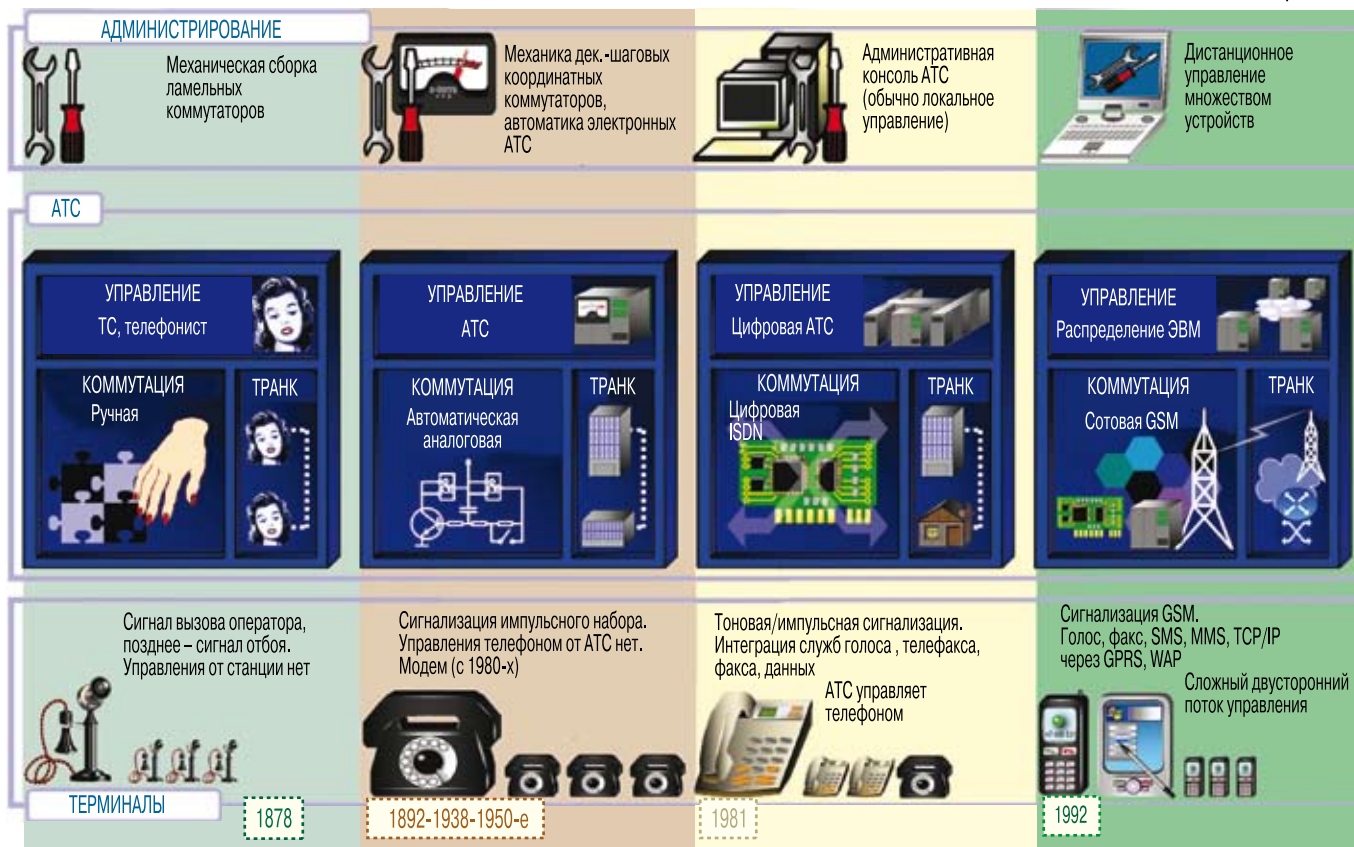 АДМИНИСТРИРОВАНИЕ
Механическая сборка
ламельных
коммутаторов
Механика дек.-шаговых
координатных
коммутаторов,
автоматика электронных
АТС
Административная
консоль АТС
(обычно локальное
управление)
Дистанционное
управление
множеством
устройств
АТС
УПРАВЛЕНИЕ
ТС, телефонист
КОММУТАЦИЯ
Ручная
ТРАНК
УПРАВЛЕНИЕ
АТС
КОММУТАЦИЯ
Автоматическая
аналоговая
ТРАНК
УПРАВЛЕНИЕ
Цифровая АТС
КОММУТАЦИЯ
Цифровая
ISDN
ТРАНК
УПРАВЛЕНИЕ
Распределение ЭВМ
КОММУТАЦИЯ
Сотовая GSM
ТРАНК
Сигнал вызова оператора,
позднее – сигнал отбоя.
Управления от станции нет
Сигнализация импульсного набора.
Управления телефоном от АТС нет.
Модем (с 1980-х)
Тоновая/импульсная сигнализация.
Интеграция служб голоса , телефакса,
факса, данных
АТС управляет
телефоном
Сигнализация GSM.
Голос, факс, SMS, MMS, TCP/IP
через GPRS, WAP
Сложный двусторонний
поток управления
ТЕРМИНАЛЫ
1878
1892-1938-1950-е
1981
1992